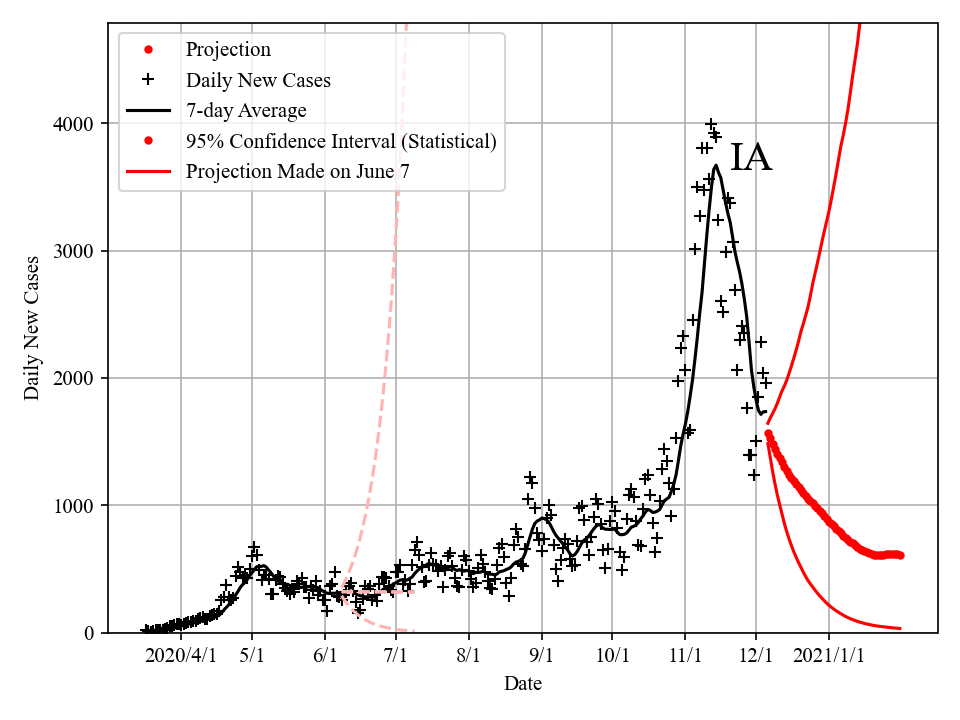 Projection
Daily New Cases
7-day Average
95% Confidence Interval (Statistical)
Projection Made on June 7
IA
4000
3000
2000
1000
0
Daily New Cases
2020/4/1 5/1 6/1 7/1 8/1 9/1 10/1 11/1 12/1 2021/1/1
Date